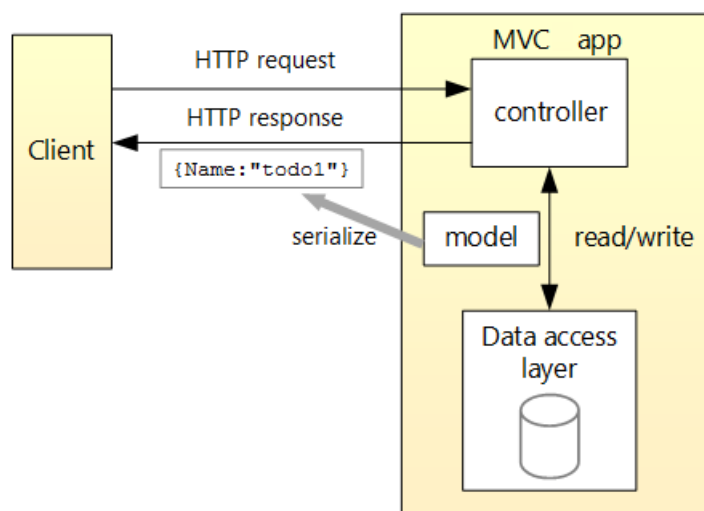 MVC app
HTTP request
controller
HTTP response
Client
{Name:"todo1"}
serialize
model
read/write
Data access
layer